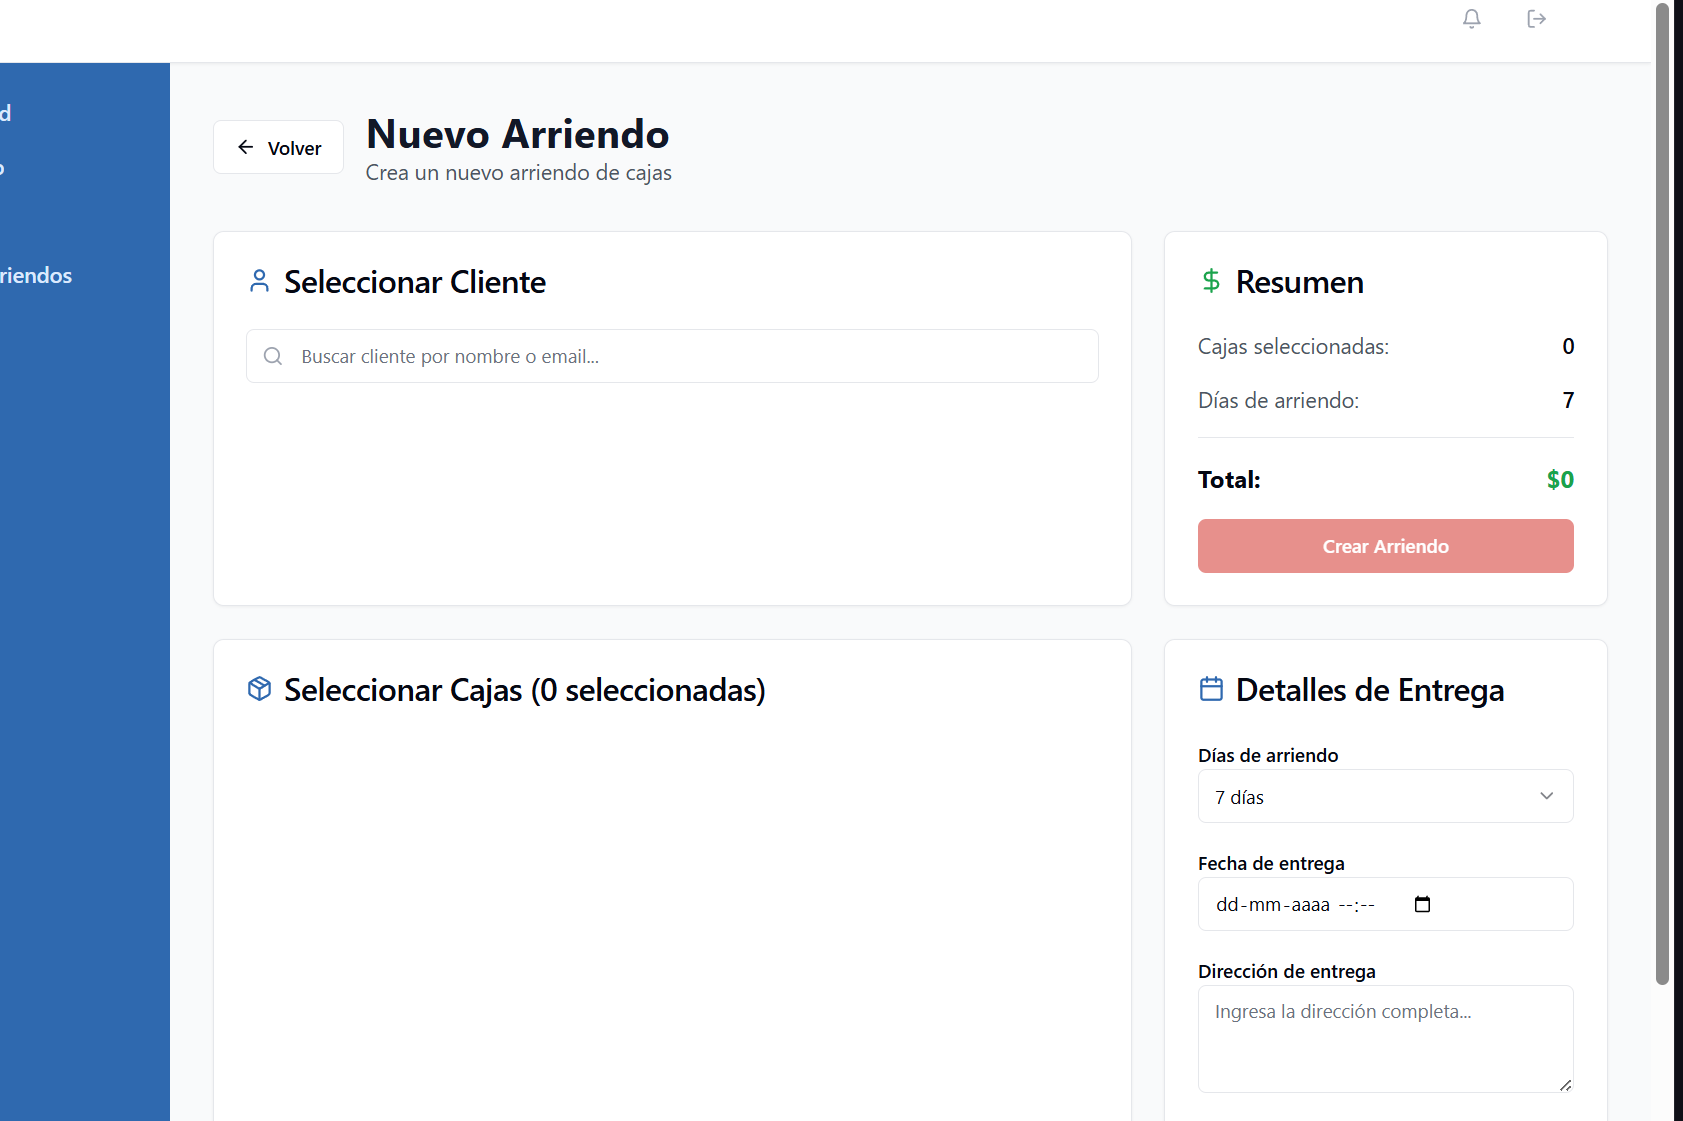 d
o
riendos
Volver
Nuevo Arriendo
Crea un nuevo arriendo de cajas
Seleccionar Cliente
Buscar cliente por nombre o email...
Resumen
Cajas seleccionadas: 0
Días de arriendo: 7
Total: $0
Crear Arriendo
Seleccionar Cajas (0 seleccionadas)
Detalles de Entrega
Días de arriendo
7 días
Fecha de entrega
dd-mm-aaaa --:--
Dirección de entrega
Ingresa la dirección completa...